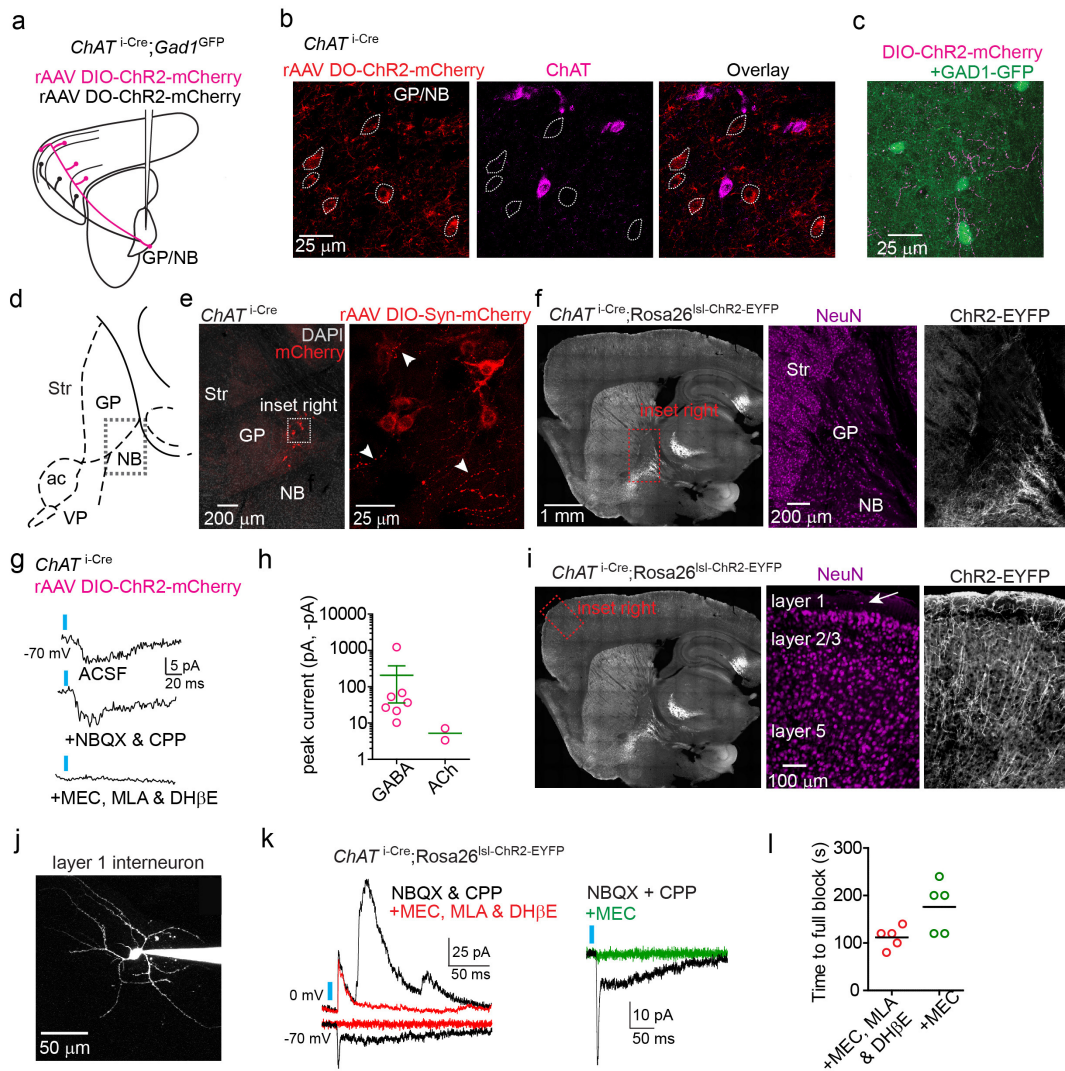 a
ChAT i-Cre;Gad1GFP
rAAV DIO-ChR2-mCherry
rAAV DO-ChR2-mCherry
GP/NB
b
ChAT i-Cre
rAAV DO-ChR2-mCherry
ChAT
Overlay
GP/NB
25 μm
c
DIO-ChR2-mCherry
+GAD1-GFP
25 μm
d
Str
GP
NB
ac
VP
e
ChAT i-Cre
rAAV DIO-Syn-mCherry
DAPI
mCherry
Str
inset right
GP
NB
f
200 μm
25 μm
f
ChAT i-Cre;Rosa26lsl-ChR2-EYFP
NeuN
ChR2-EYFP
inset right
1 mm
Str
GP
NB
200 μm
g
ChAT i-Cre
rAAV DIO-ChR2-mCherry
-70 mV
ACSF
5 pA
20 ms
+NBQX & CPP
+MEC, MLA & DHβE
h
peak current (pA, -pA)
10000
1000
100
10
1
GABA
ACh
i
ChAT i-Cre;Rosa26lsl-ChR2-EYFP
NeuN
ChR2-EYFP
inset right
layer 1
layer 2/3
layer 5
100 μm
j
layer 1 interneuron
50 μm
k
ChAT i-Cre;Rosa26lsl-ChR2-EYFP
NBQX & CPP
+MEC, MLA & DHβE
25 pA
50 ms
0 mV
-70 mV
NBQX + CPP
+MEC
10 pA
50 ms
l
Time to full block (s)
300
200
100
0
+MEC, MLA
& DHβE
+MEC